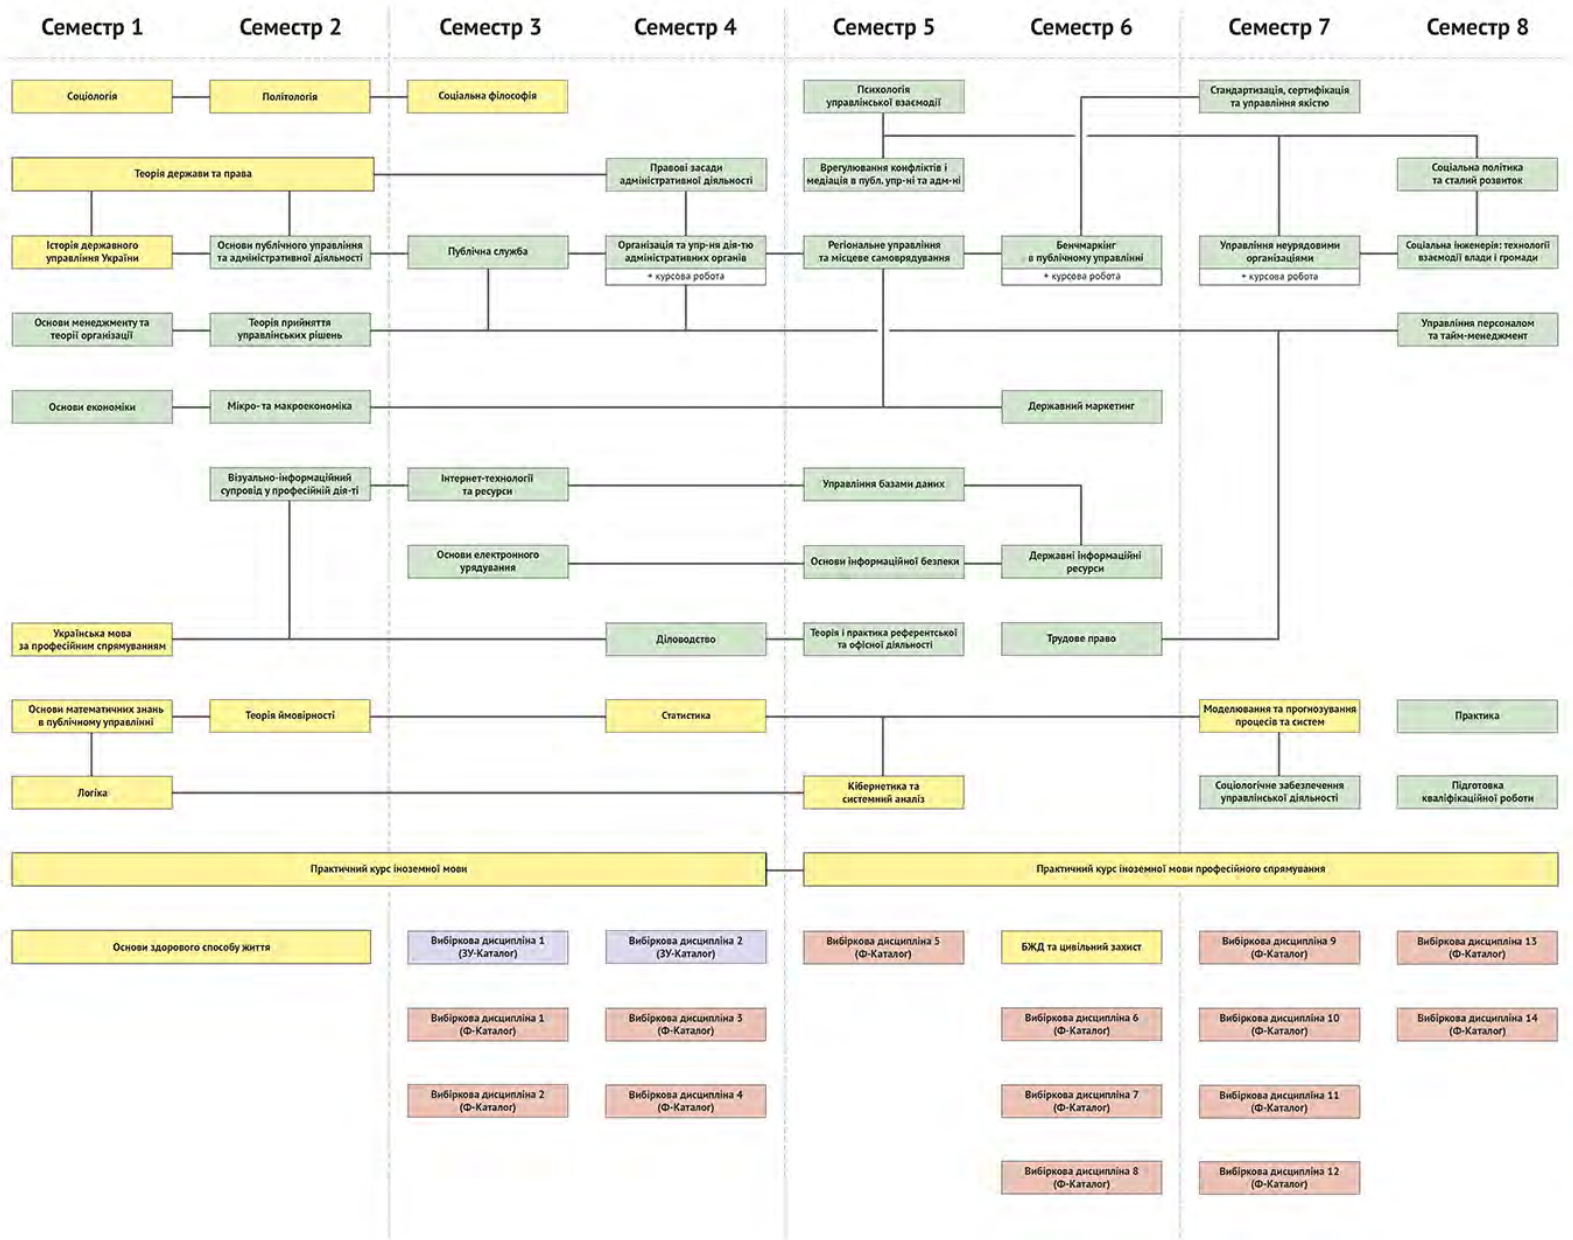 Семестр 1
Семестр 2
Семестр 3
Семестр 4
Семестр 5
Семестр 6
Семестр 7
Семестр 8
Соціологія
Політологія
Соціальна філософія
Психологія
управлінської взаємодії
Стандартизація, сертифікація
та управління якістю
Теорія держави та права
Правові засади
адміністративної діяльності
Врегулювання конфліктів і
медіація в публ. упр-ні та адм-ні
Соціальна політика
та сталий розвиток
Історія державного
управління України
Основи публічного управління
та адміністративної діяльності
Публічна служба
Організація та упр-ня дія-тю
адміністративних органів
+ курсова робота
Регіональне управління
та місцеве самоврядування
Бенчмаркінг
в публічному управлінні
+ курсова робота
Управління неурядовими
організаціями
+ курсова робота
Соціальна інженерія: технології
взаємодії влади і громади
Основи менеджменту та
теорії організації
Теорія прийняття
управлінських рішень
Управління персоналом
та тайм-менеджмент
Основи економіки
Мікро- та макроекономіка
Державний маркетинг
Візуально-інформаційний
супровід у професійній дія-ті
Інтернет-технології
та ресурси
Управління базами даних
Основи електронного
урядування
Основи інформаційної безпеки
Державні інформаційні
ресурси
Українська мова
за професійним спрямуванням
Діловодство
Теорія і практика референтської
та офісної діяльності
Трудове право
Основи математичних знань
в публічному управлінні
Теорія ймовірності
Статистика
Моделювання та прогнозування
процесів та систем
Практика
Логіка
Кібернетика та
системний аналіз
Соціологічне забезпечення
управлінської діяльності
Підготовка
кваліфікаційної роботи
Практичний курс іноземної мови
Практичний курс іноземної мови професійного спрямування
Основи здорового способу життя
Вибіркова дисципліна 1
(ЗУ-Каталог)
Вибіркова дисципліна 2
(ЗУ-Каталог)
Вибіркова дисципліна 5
(Ф-Каталог)
БЖД та цивільний захист
Вибіркова дисципліна 9
(Ф-Каталог)
Вибіркова дисципліна 13
(Ф-Каталог)
Вибіркова дисципліна 1
(Ф-Каталог)
Вибіркова дисципліна 3
(Ф-Каталог)
Вибіркова дисципліна 6
(Ф-Каталог)
Вибіркова дисципліна 10
(Ф-Каталог)
Вибіркова дисципліна 14
(Ф-Каталог)
Вибіркова дисципліна 2
(Ф-Каталог)
Вибіркова дисципліна 4
(Ф-Каталог)
Вибіркова дисципліна 7
(Ф-Каталог)
Вибіркова дисципліна 11
(Ф-Каталог)
Вибіркова дисципліна 8
(Ф-Каталог)
Вибіркова дисципліна 12
(Ф-Каталог)